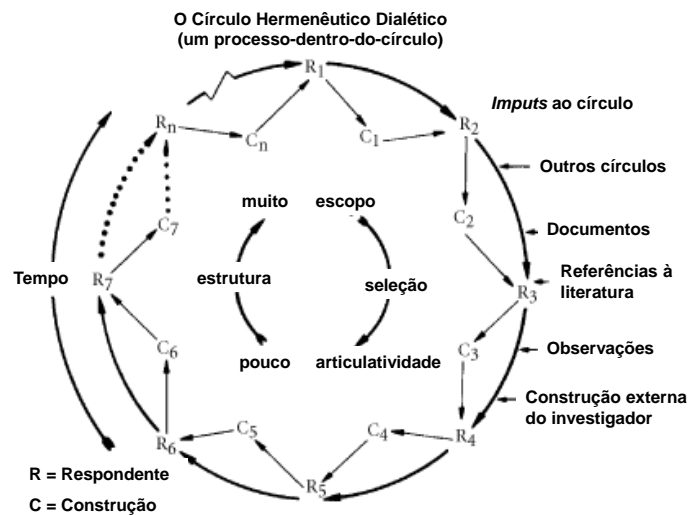 O Círculo Hermenêutico Dialético
(um processo-dentro-do-círculo)
R1
Imputs ao círculo
Rn
Cn
C1
R2
Outros círculos
muito
escopo
C7
C2
Documentos
Tempo
R7
estrutura
seleção
R3
Referências à
literatura
C6
pouco
articulatividade
C3
Observações
Construção externa
do investigador
R6
C5
C4
R4
R5
R = Respondente
C = Construção